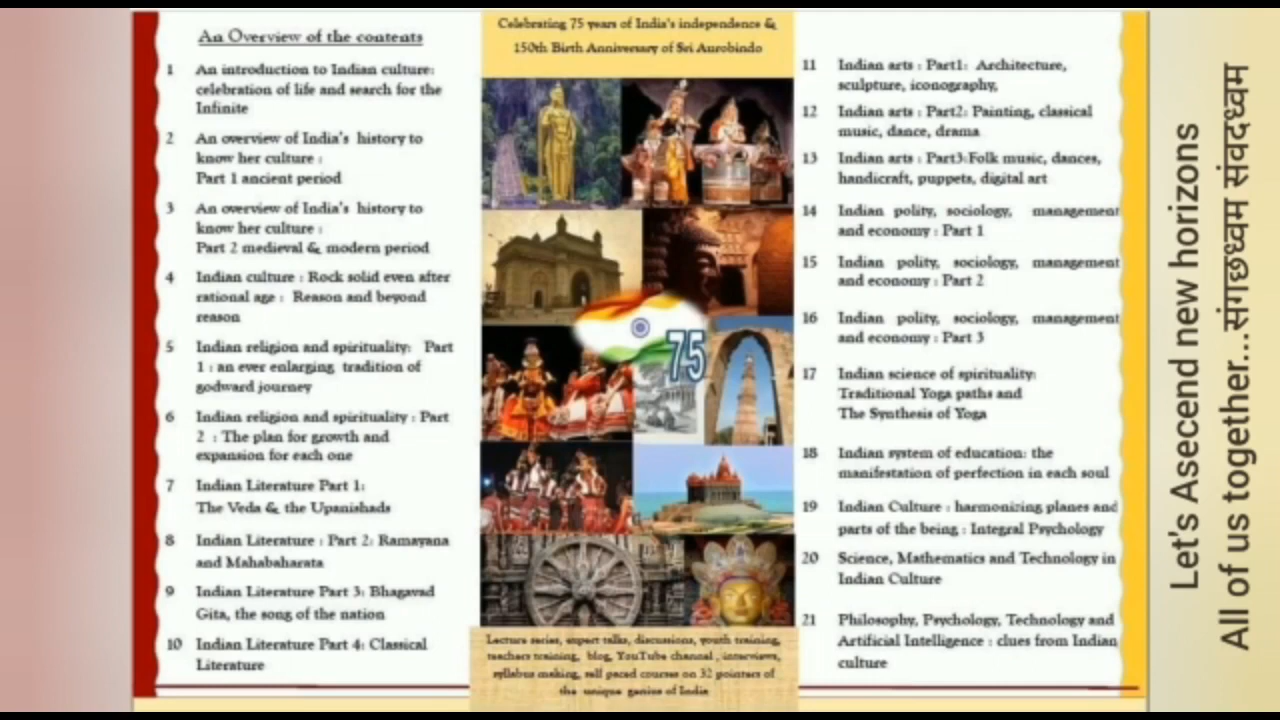 An Overview of the contents
1 An introduction to Indian culture:
celebration of life and search for the
Infinite
2 An overview of India's history to
know her culture :
Part 1 ancient period
3 An overview of India's history to
know her culture :
Part 2 medieval & modern period
4 Indian culture : Rock solid even after
rational age : Reason and beyond
reason
5 Indian religion and spirituality: Part
1 : an ever enlarging tradition of
godward journey
6 Indian religion and spirituality : Part
2 : The plan for growth and
expansion for each one
7 Indian Literature Part 1:
The Veda & the Upanishads
8 Indian Literature : Part 2: Ramayana
and Mahabaharata
9 Indian Literature Part 3: Bhagavad
Gita, the song of the nation
10 Indian Literature Part 4: Classical
Literature
Celebrating 75 years of India's independence &
150th Birth Anniversary of Sri Aurobindo
75
Lecture series, expert talks, discussions, youth training,
teachers training, blog, YouTube channel , interviews,
syllabus making, self paced courses on 32 pointers of
the unique genius of India
11 Indian arts : Part1: Architecture,
sculpture, iconography,
12 Indian arts : Part2: Painting, classical
music, dance, drama
13 Indian arts : Part3:Folk music, dances,
handicraft, puppets, digital art
14 Indian polity, sociology, management
and economy : Part 1
15 Indian polity, sociology, management
and economy : Part 2
16 Indian polity, sociology, management
and economy : Part 3
17 Indian science of spirituality:
Traditional Yoga paths and
The Synthesis of Yoga
18 Indian system of education: the
manifestation of perfection in each soul
19 Indian Culture : harmonizing planes and
parts of the being : Integral Psychology
20 Science, Mathematics and Technology in
Indian Culture
21 Philosophy, Psychology, Technology and
Artificial Intelligence : clues from Indian
culture
Let's Asecend new horizons
All of us together...संगछध्वम संवदध्वम